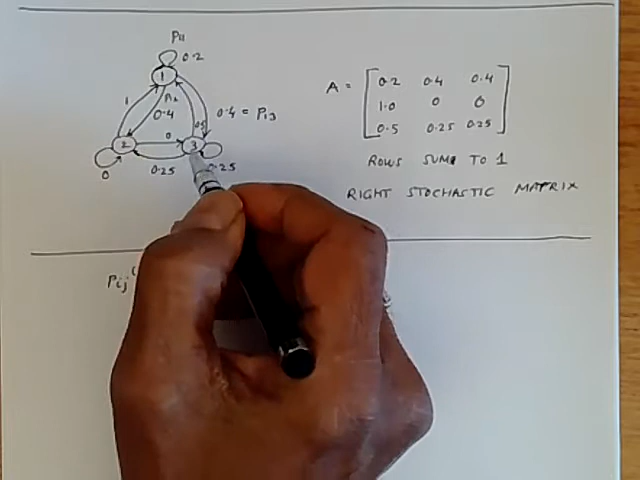 P11
0.2
1
1
P12
0.4
0.4 = P13
0.5
2
0
3
0
0.25
0.25
A = 0.2 0.4 0.4
1.0 0 0
0.5 0.25 0.25
ROWS SUM TO 1
RIGHT STOCHASTIC MATRIX
Pij(